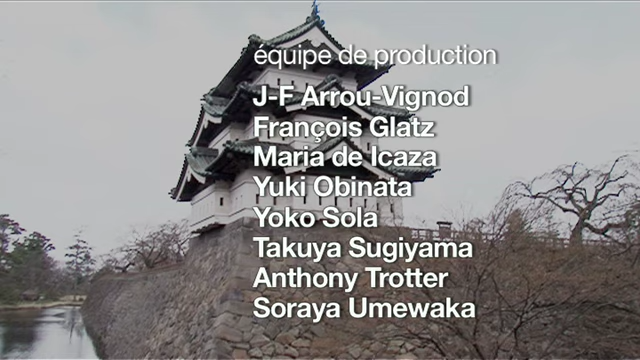 équipe de production
J-F Arrou-Vignod
François Glatz
Maria de Icaza
Yuki Obinata
Yoko Sola
Takuya Sugiyama
Anthony Trotter
Soraya Umewaka